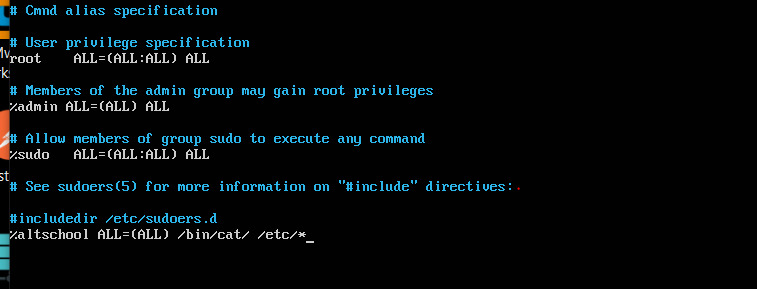 # Cmnd alias specification
# User privilege specification
root ALL=(ALL:ALL) ALL
# Members of the admin group may gain root privileges
%admin ALL=(ALL) ALL
# Allow members of group sudo to execute any command
%sudo ALL=(ALL:ALL) ALL
# See sudoers(5) for more information on "#include" directives:
#includedir /etc/sudoers.d
%altschool ALL=(ALL) /bin/cat/ /etc/*_